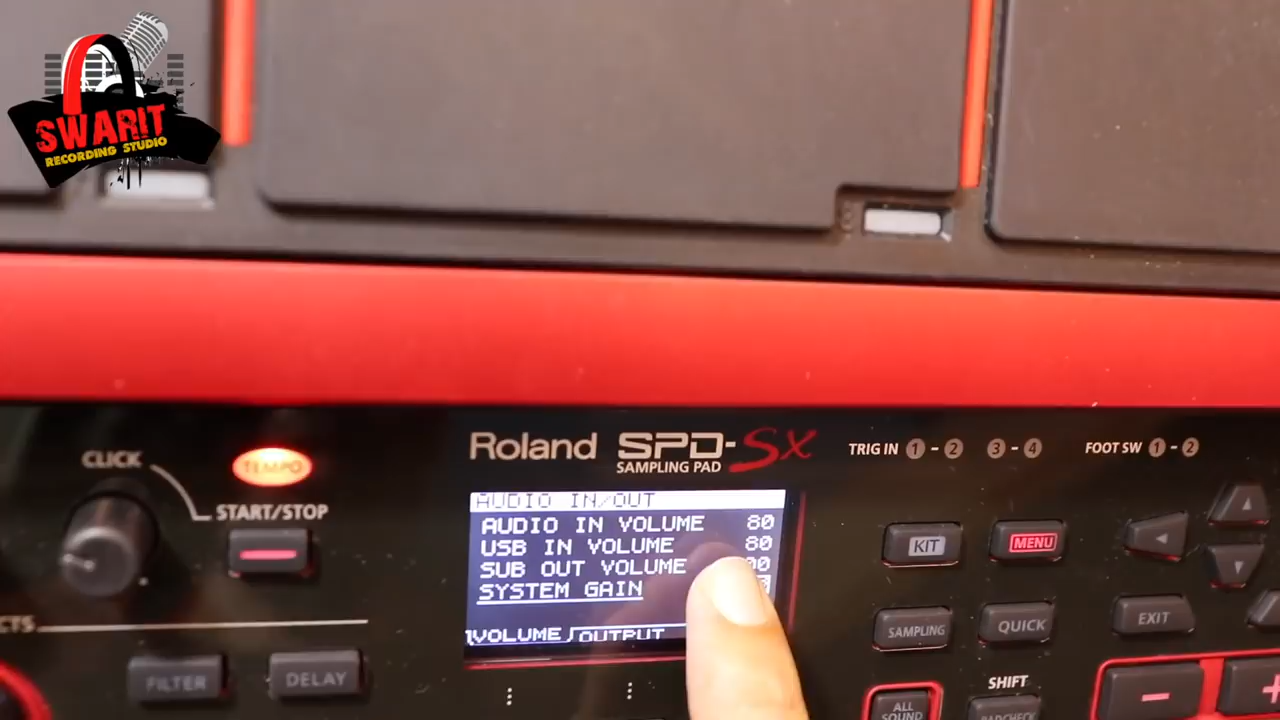 SWARIT
RECORDING STUDIO
Roland SPD-SX
SAMPLING PAD
TRIG IN 1 - 2 3 - 4
FOOT SW 1 - 2
CLICK
TEMPO
START/STOP
AUDIO IN/OUT
AUDIO IN VOLUME 80
USB IN VOLUME 80
SUB OUT VOLUME
SYSTEM GAIN
VOLUME OUTPUT
KIT
MENU
SAMPLING
QUICK
EXIT
FILTER
DELAY
SHIFT
ALL
SOUND